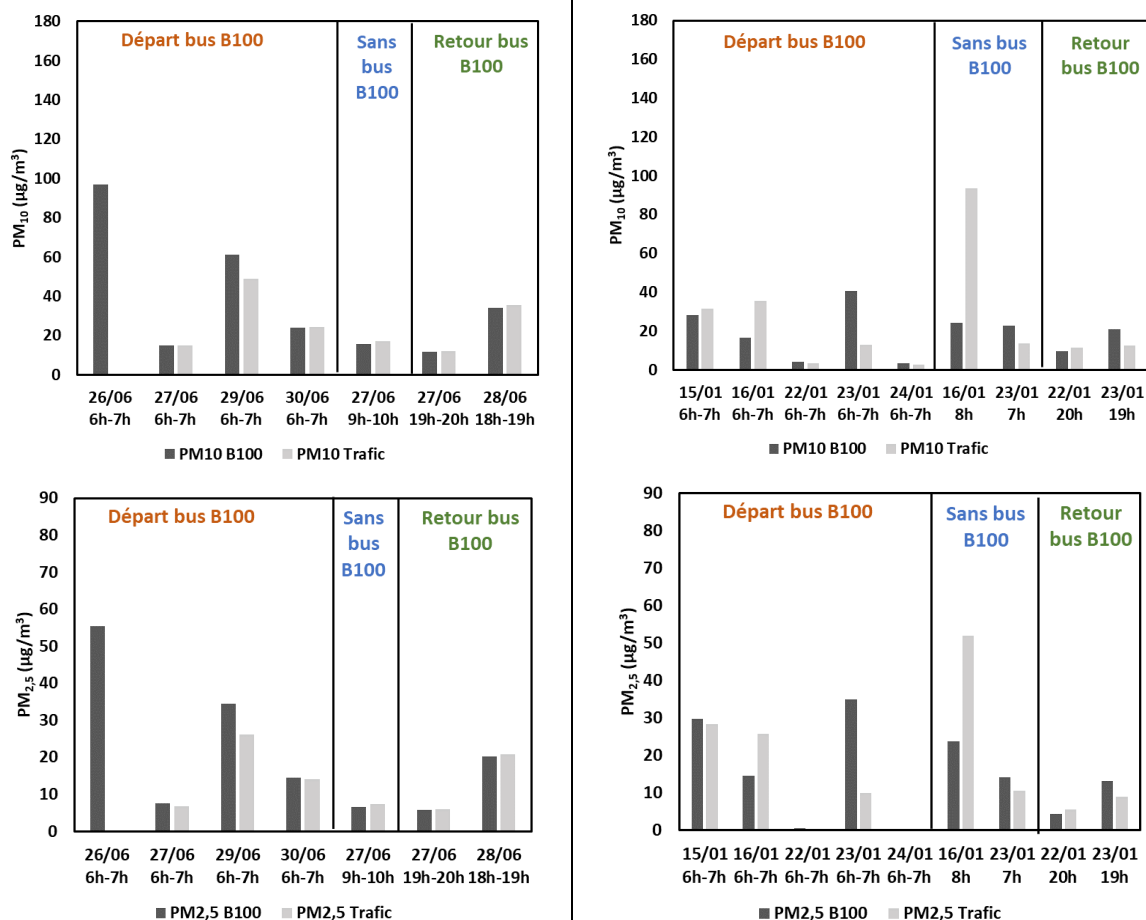 180
160
140
120
100
80
60
40
20
0
PM10 (µg/m³)
Départ bus B100
Sans
bus
B100
Retour bus
B100
26/06 27/06 29/06 30/06 27/06 27/06 28/06
6h-7h 6h-7h 6h-7h 6h-7h 9h-10h 19h-20h 18h-19h
PM10 B100 PM10 Trafic
180
160
140
120
100
80
60
40
20
0
PM10 (µg/m³)
Départ bus B100
Sans bus
B100
Retour
bus B100
15/01 16/01 22/01 23/01 24/01 16/01 23/01 22/01 23/01
6h-7h 6h-7h 6h-7h 6h-7h 6h-7h 8h 7h 20h 19h
PM10 B100 PM10 Trafic
90
80
70
60
50
40
30
20
10
0
PM2,5 (µg/m³)
Départ bus B100
Sans
bus
B100
Retour bus
B100
26/06 27/06 29/06 30/06 27/06 27/06 28/06
6h-7h 6h-7h 6h-7h 6h-7h 9h-10h 19h-20h 18h-19h
PM2,5 B100 PM2,5 Trafic
90
80
70
60
50
40
30
20
10
0
PM2,5 (µg/m³)
Départ bus B100
Sans bus
B100
Retour
bus B100
15/01 16/01 22/01 23/01 24/01 16/01 23/01 22/01 23/01
6h-7h 6h-7h 6h-7h 6h-7h 6h-7h 8h 7h 20h 19h
PM2,5 B100 PM2,5 Trafic